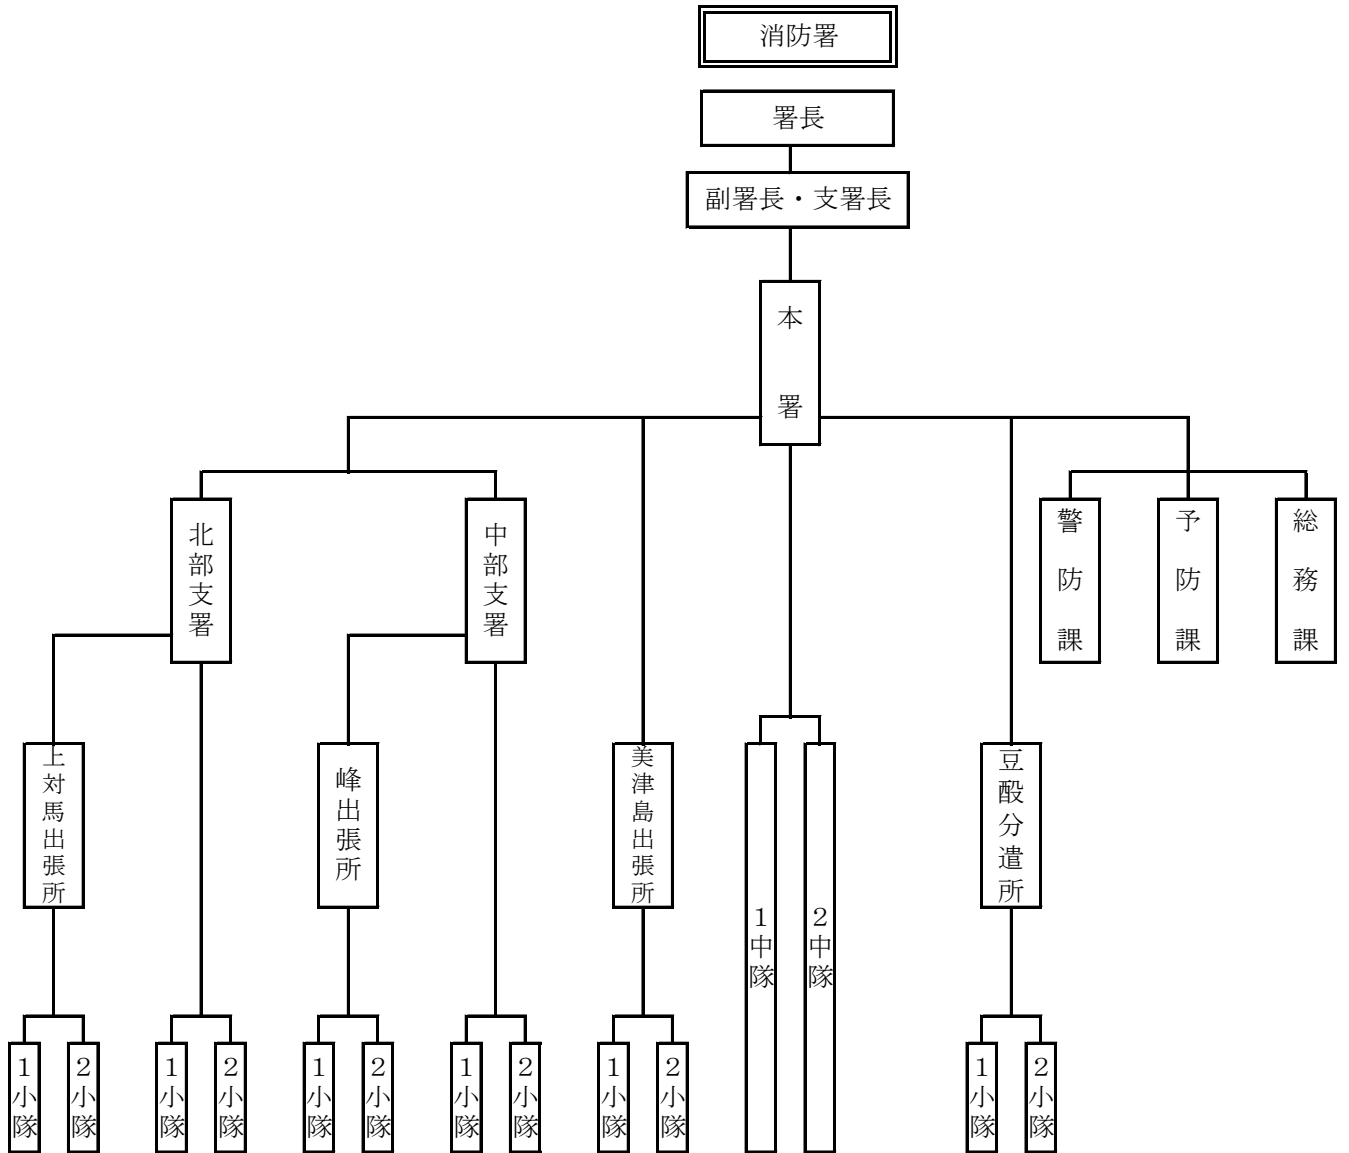 消防署
署長
副署長・支署長
本署
北部支署
中部支署
警防課
予防課
総務課
上対馬出張所
峰出張所
美津島出張所
豆酘分遣所
1中隊
2中隊
1小隊
2小隊
1小隊
2小隊
1小隊
2小隊
1小隊
2小隊
1小隊
2小隊
1小隊
2小隊